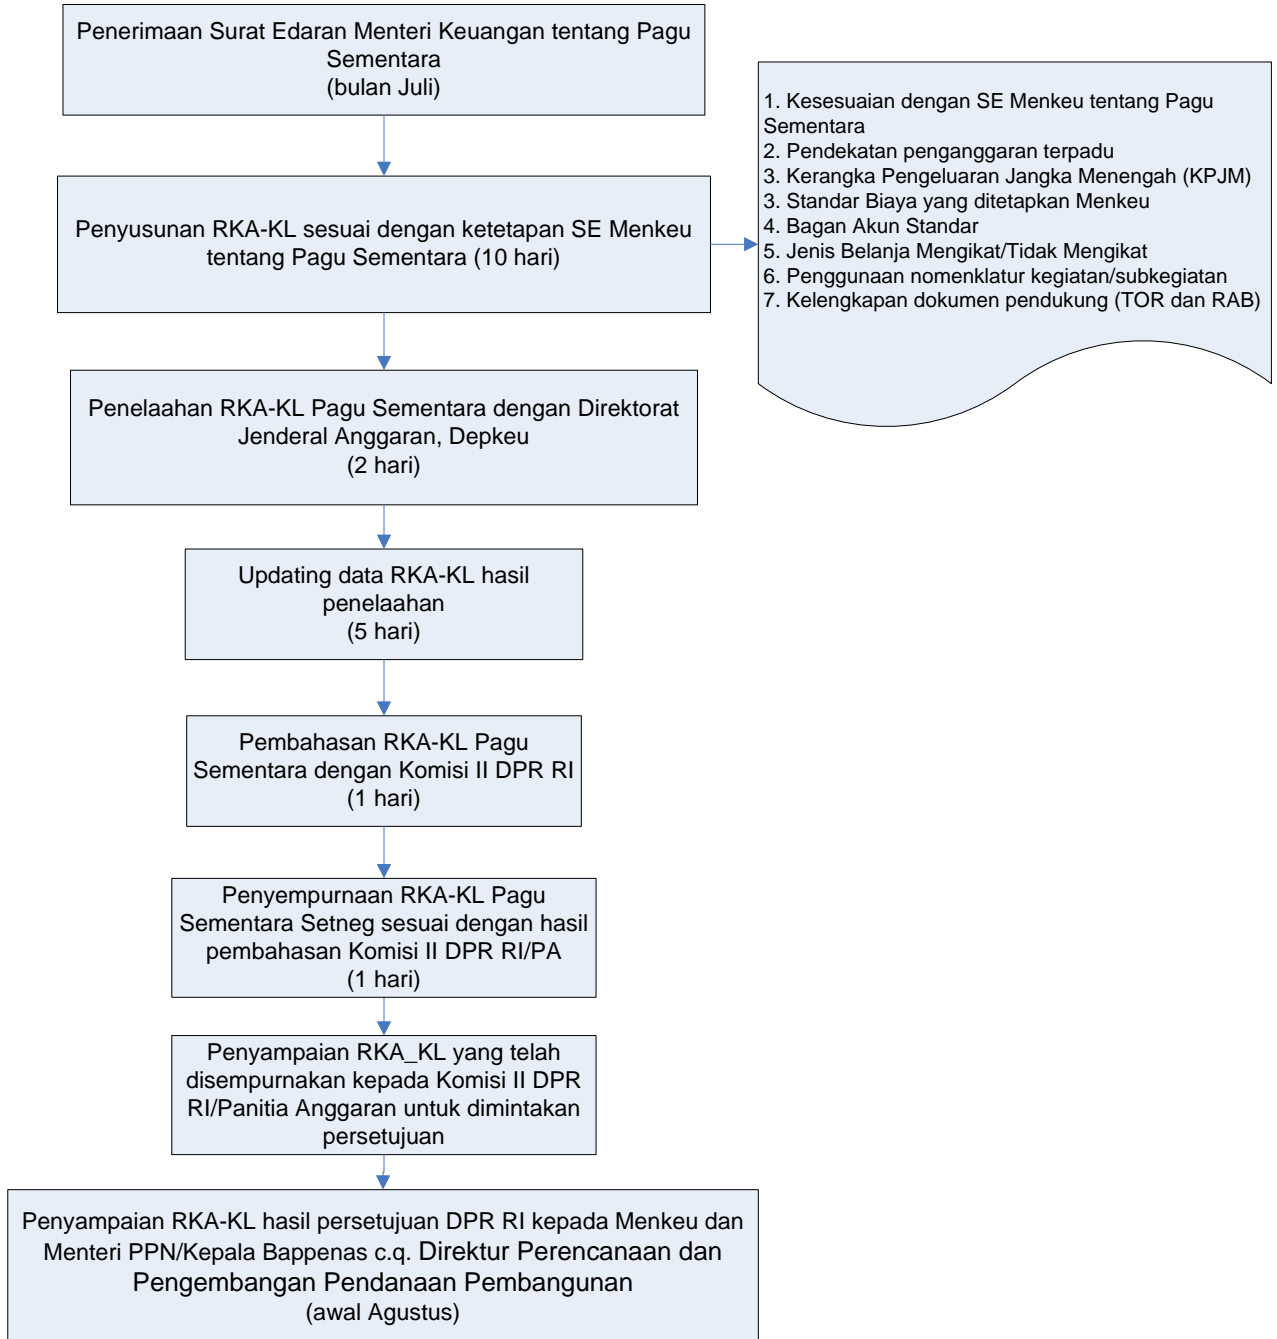 Penerimaan Surat Edaran Menteri Keuangan tentang Pagu
Sementara
(bulan Juli)
Penyusunan RKA-KL sesuai dengan ketetapan SE Menkeu
tentang Pagu Sementara (10 hari)
1. Kesesuaian dengan SE Menkeu tentang Pagu
Sementara
2. Pendekatan penganggaran terpadu
3. Kerangka Pengeluaran Jangka Menengah (KPJM)
3. Standar Biaya yang ditetapkan Menkeu
4. Bagan Akun Standar
5. Jenis Belanja Mengikat/Tidak Mengikat
6. Penggunaan nomenklatur kegiatan/subkegiatan
7. Kelengkapan dokumen pendukung (TOR dan RAB)
Penelaahan RKA-KL Pagu Sementara dengan Direktorat
Jenderal Anggaran, Depkeu
(2 hari)
Updating data RKA-KL hasil
penelaahan
(5 hari)
Pembahasan RKA-KL Pagu
Sementara dengan Komisi II DPR RI
(1 hari)
Penyempurnaan RKA-KL Pagu
Sementara Setneg sesuai dengan hasil
pembahasan Komisi II DPR RI/PA
(1 hari)
Penyampaian RKA_KL yang telah
disempurnakan kepada Komisi II DPR
RI/Panitia Anggaran untuk dimintakan
persetujuan
Penyampaian RKA-KL hasil persetujuan DPR RI kepada Menkeu dan
Menteri PPN/Kepala Bappenas c.q. Direktur Perencanaan dan
Pengembangan Pendanaan Pembangunan
(awal Agustus)